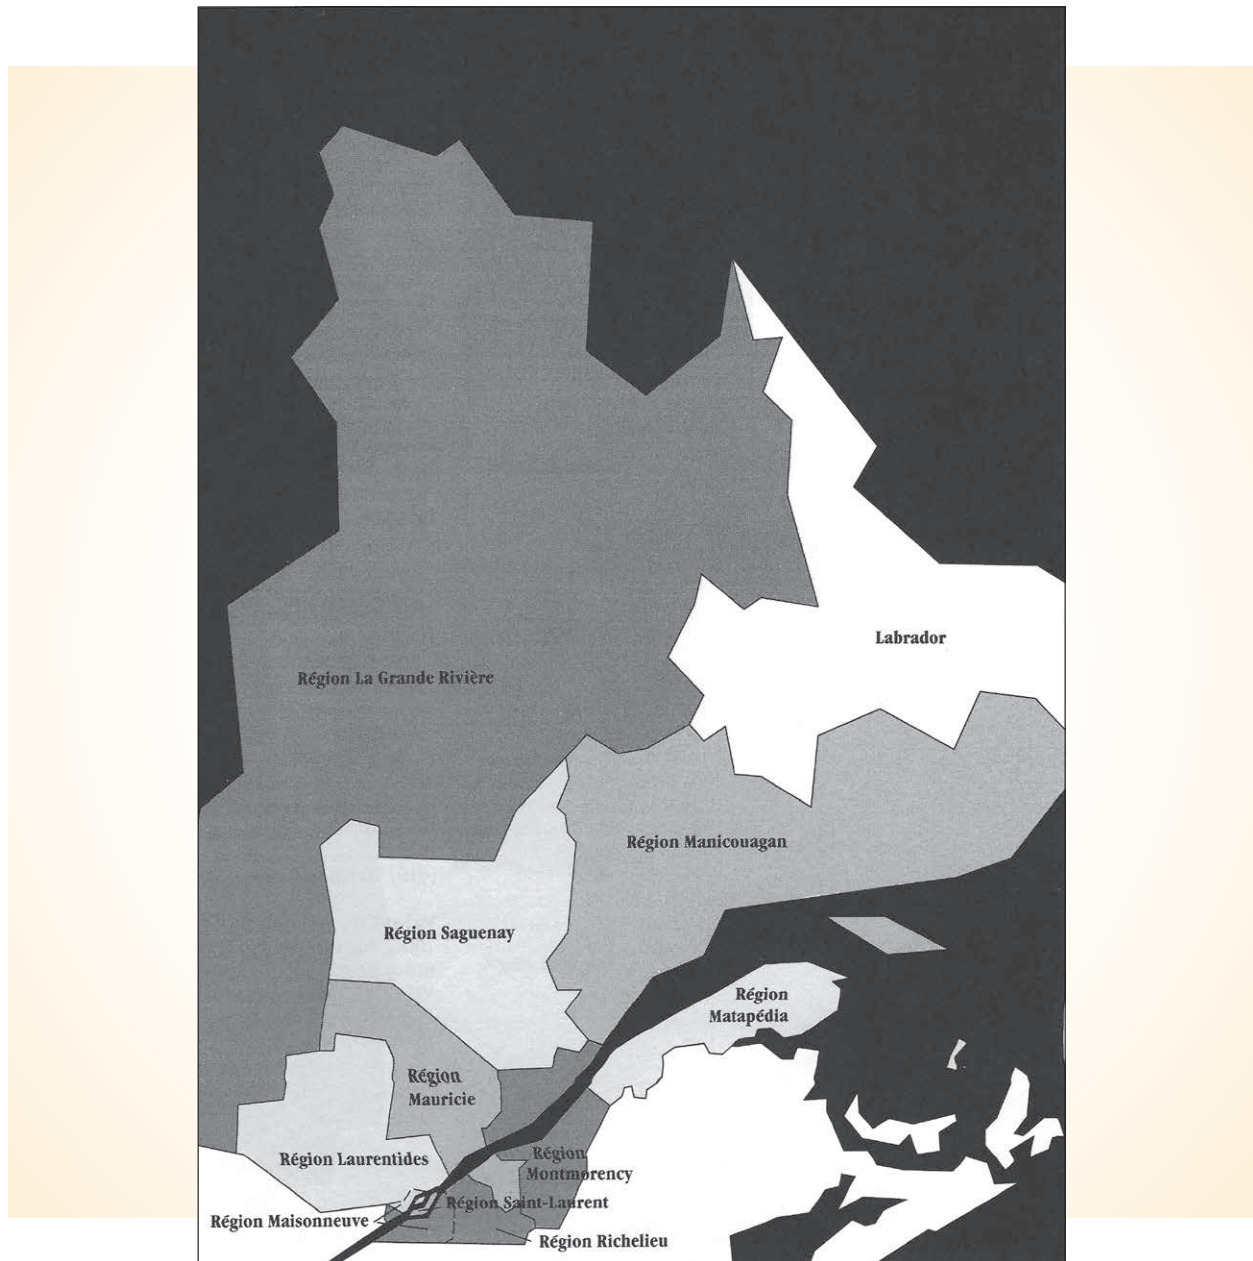 Labrador
Région La Grande Rivière
Région Manicouagan
Région Saguenay
Région
Matapédia
Région
Mauricie
Région
Montmorency
Région Laurentides
Région Saint-Laurent
Région Maisonneuve
Région Richelieu